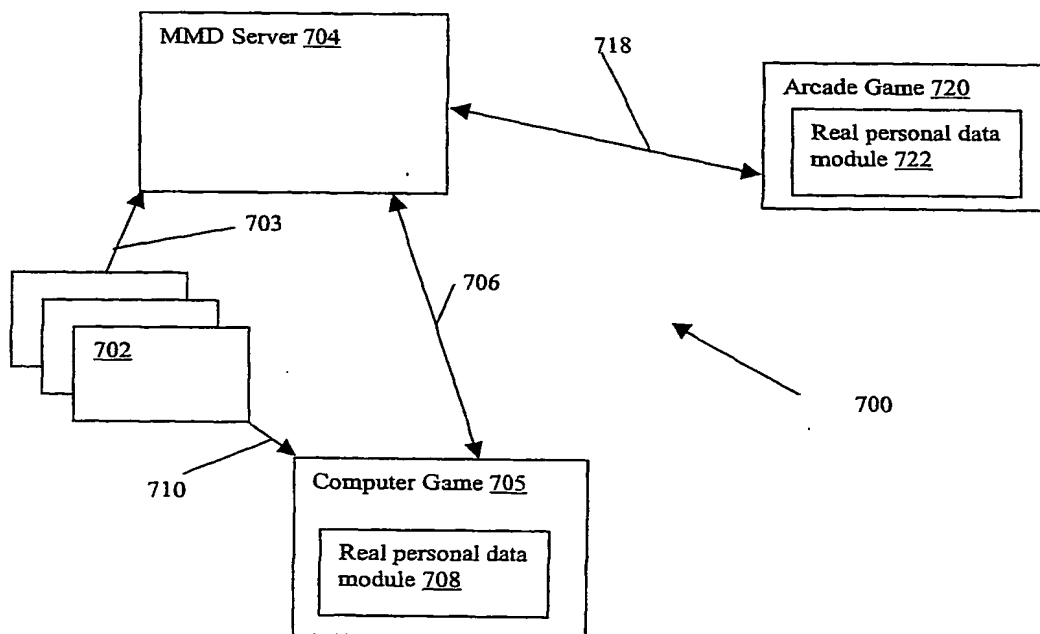 MMD Server 704
718
Arcade Game 720
Real personal data
module 722
703
706
702
700
710
Computer Game 705
Real personal data
module 708